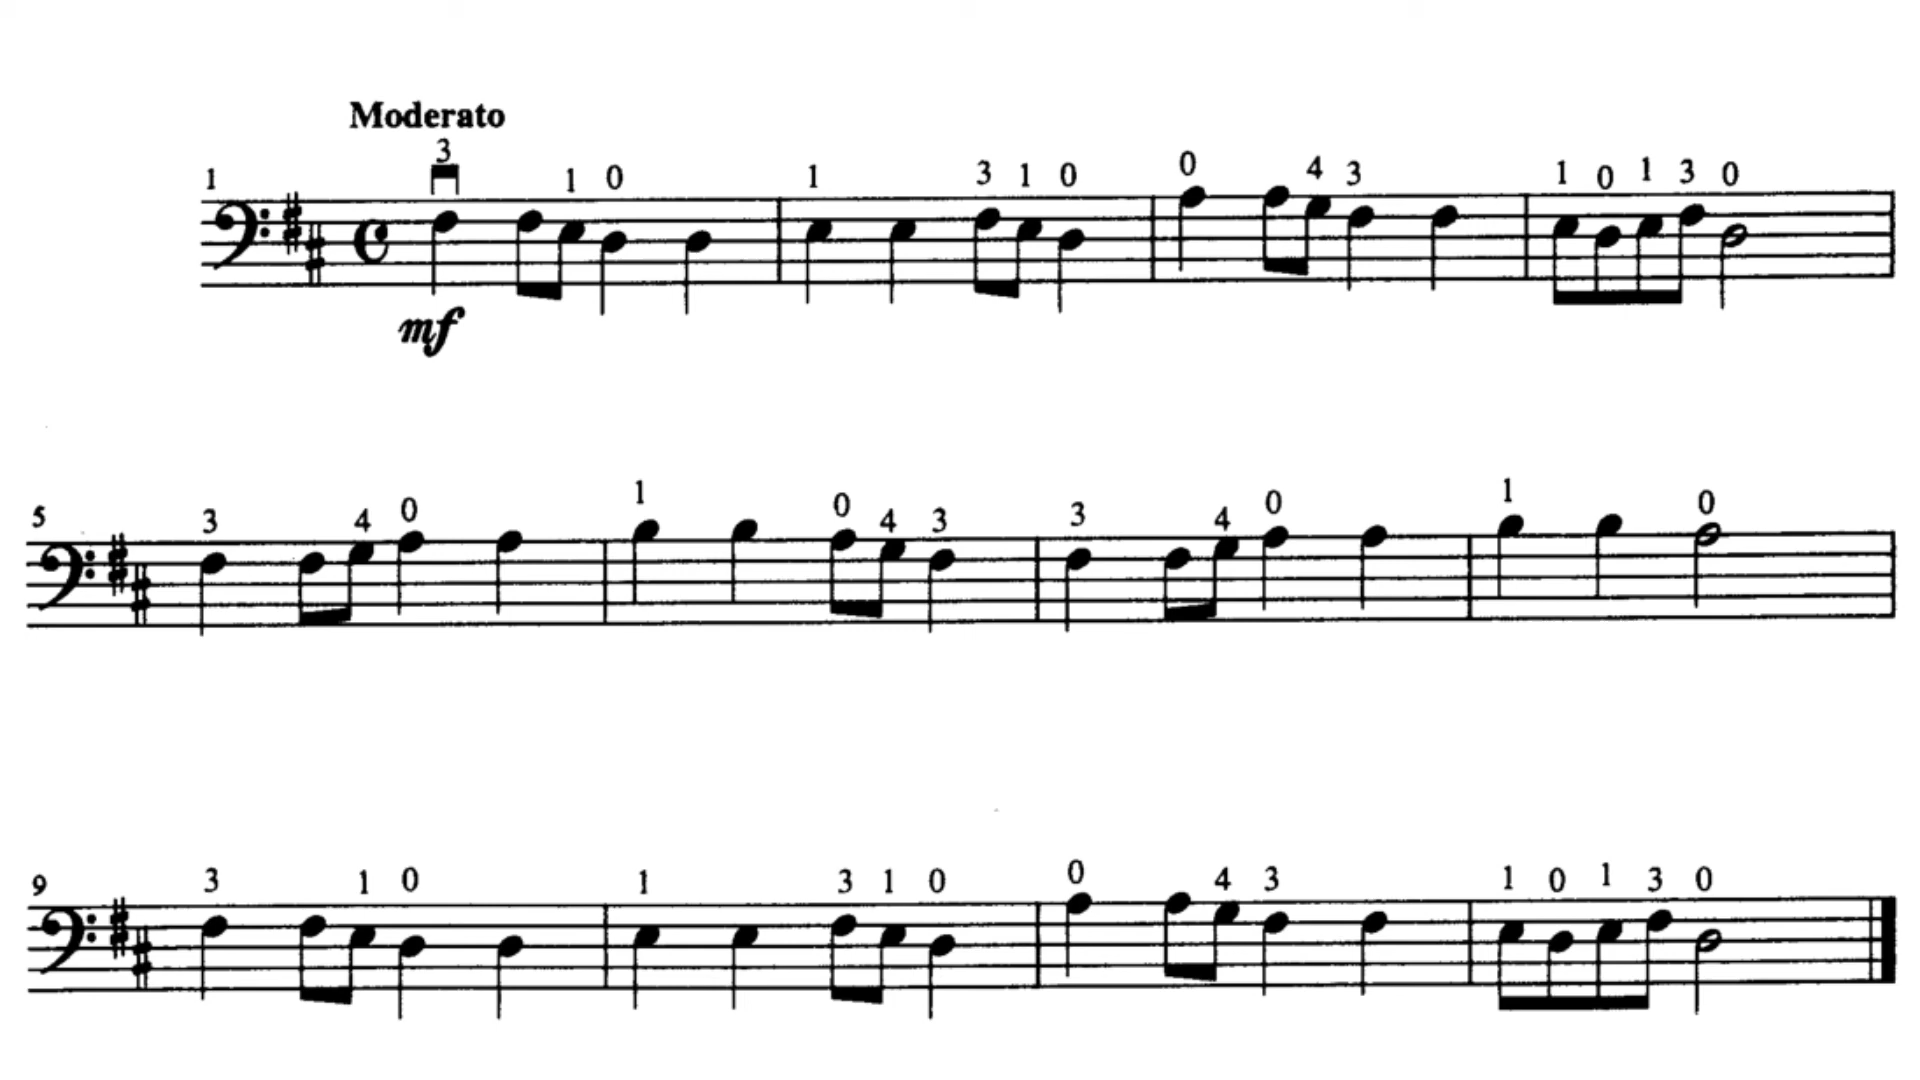 Moderato
3
1 1 0 1 3 1 0 0 4 3 1 0 1 3 0
mf
5 3 4 0 1 0 4 3 3 4 0 1 0
9 3 1 0 1 3 1 0 0 4 3 1 0 1 3 0